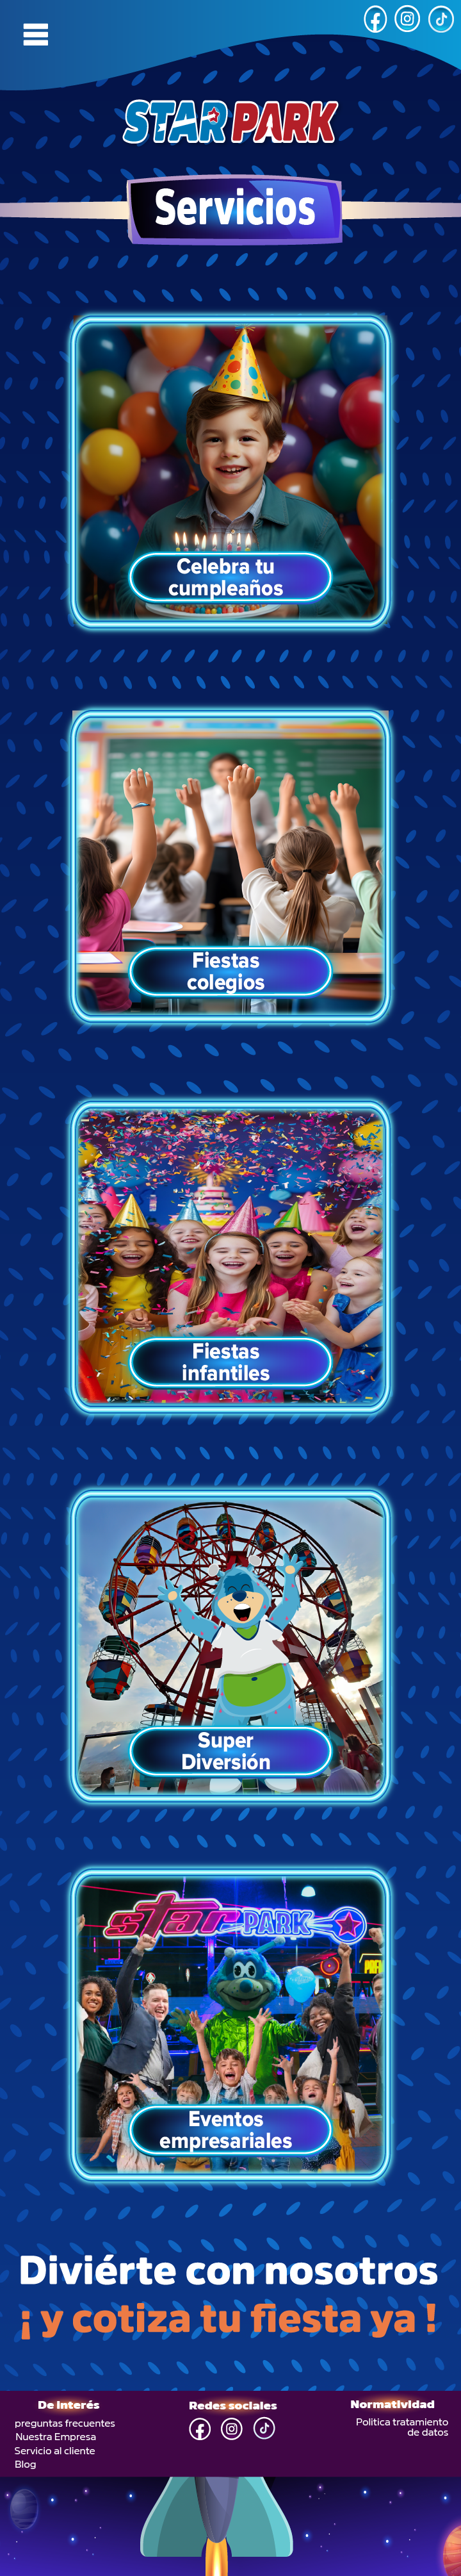 STAR PARK
Servicios
Celebra tu
cumpleaños
Fiestas
colegios
Fiestas
infantiles
Super
Diversión
star PARK
Eventos
empresariales
Diviérte con nosotros
¡ y cotiza tu fiesta ya !
De interés
preguntas frecuentes
Nuestra Empresa
Servicio al cliente
Blog
Redes sociales
Normatividad
Politica tratamiento
de datos